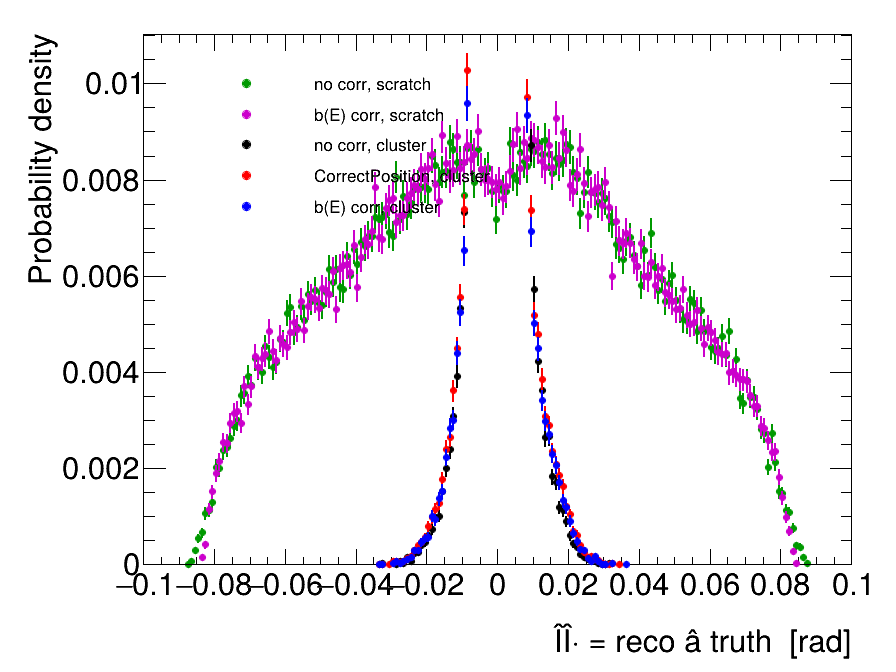 Probability density
0.01
0.008
0.006
0.004
0.002
0
no corr, scratch
b(E) corr, scratch
no corr, cluster
CorrectPosition, cluster
b(E) corr, cluster
−0.1 −0.08 −0.06 −0.04 −0.02 0 0.02 0.04 0.06 0.08 0.1
ÎÎ· = reco â truth [rad]